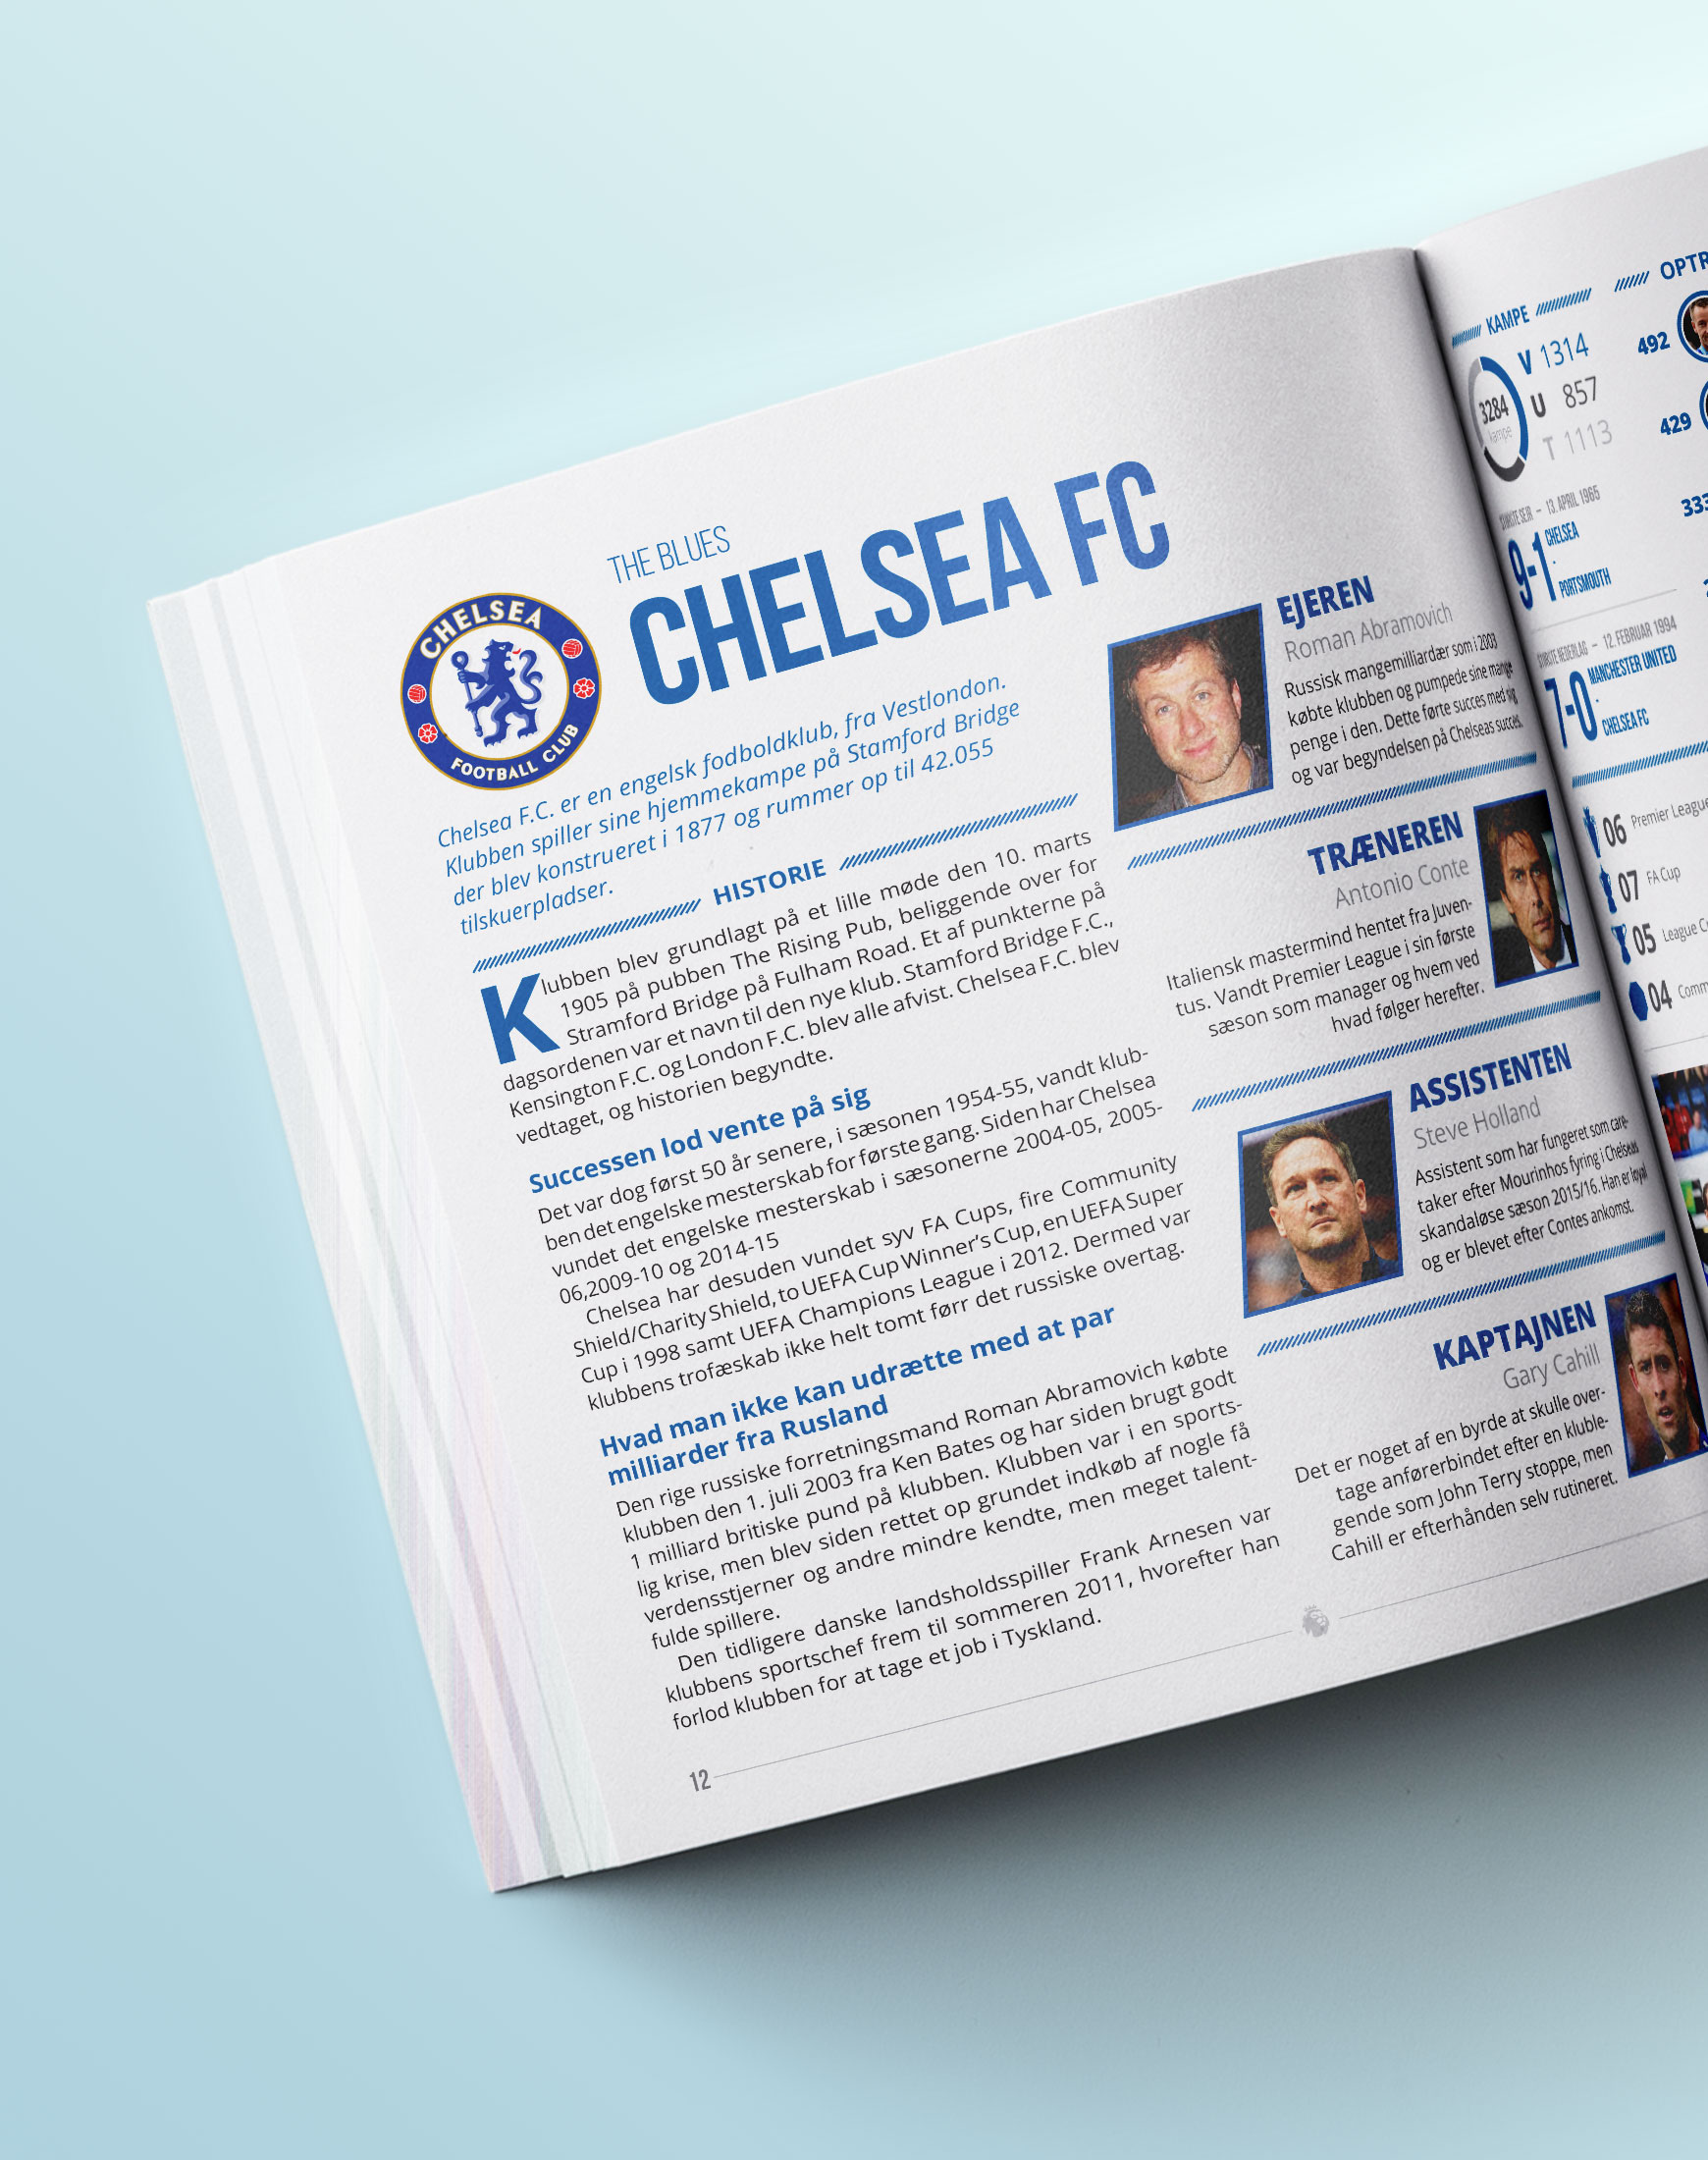 THE BLUES
CHELSEA FC
CHELSEA
FOOTBALL CLUB
Chelsea F.C. er en engelsk fodboldklub, fra Vestlondon.
Klubben spiller sine hjemmekampe på Stamford Bridge
der blev konstrueret i 1877 og rummer op til 42.055
tilskuerpladser.
HISTORIE
Klubben blev grundlagt på et lille møde den 10. marts
1905 på pubben The Rising Pub, beliggende over for
Stramford Bridge på Fulham Road. Et af punkterne på
dagsordenen var et navn til den nye klub. Stamford Bridge F.C.,
Kensington F.C. og London F.C. blev alle afvist. Chelsea F.C. blev
vedtaget, og historien begyndte.
Successen lod vente på sig
Det var dog først 50 år senere, i sæsonen 1954-55, vandt klub-
ben det engelske mesterskab for første gang. Siden har Chelsea
vundet det engelske mesterskab i sæsonerne 2004-05, 2005-
06,2009-10 og 2014-15
Chelsea har desuden vundet syv FA Cups, fire Community
Shield/Charity Shield, to UEFA Cup Winner's Cup, en UEFA Super
Cup i 1998 samt UEFA Champions League i 2012. Dermed var
klubbens trofæskab ikke helt tomt førr det russiske overtag.
Hvad man ikke kan udrætte med at par
milliarder fra Rusland
Den rige russiske forretningsmand Roman Abramovich købte
klubben den 1. juli 2003 fra Ken Bates og har siden brugt godt
1 milliard britiske pund på klubben. Klubben var i en sports-
lig krise, men blev siden rettet op grundet indkøb af nogle få
verdensstjerner og andre mindre kendte, men meget talent-
fulde spillere.
Den tidligere danske landsholdsspiller Frank Arnesen var
klubbens sportschef frem til sommeren 2011, hvorefter han
forlod klubben for at tage et job i Tyskland.
12
EJEREN
Roman Abramovich
Russisk mangemilliardær som i 2003
købte klubben og pumpede sine mange
penge i den. Dette førte succes med sig
og var begyndelsen på Chelseas succes.
TRÆNEREN
Antonio Conte
Italiensk mastermind hentet fra Juven-
tus. Vandt Premier League i sin første
sæson som manager og hvem ved
hvad følger herefter.
ASSISTENTEN
Steve Holland
Assistent som har fungeret som care-
taker efter Mourinhos fyring i Chelseas
skandaløse sæson 2015/16. Han er loyal
og er blevet efter Contes ankomst.
KAPTAJNEN
Gary Cahill
Det er noget af en byrde at skulle over-
tage anførerbindet efter en kluble-
gende som John Terry stoppe, men
Cahill er efterhånden selv rutineret.
KAMPE
3284
kampe
V 1314
U 857
T 1113
– 13. APRIL 1965
9-1
CHELSEA
-
PORTSMOUTH
NEDERLAG – 12. FEBRUAR 1994
7-0
MANCHESTER UNITED
-
CHELSEA FC
06 Premier League
07 FA Cup
05 League
04
OPTR
492
429
333